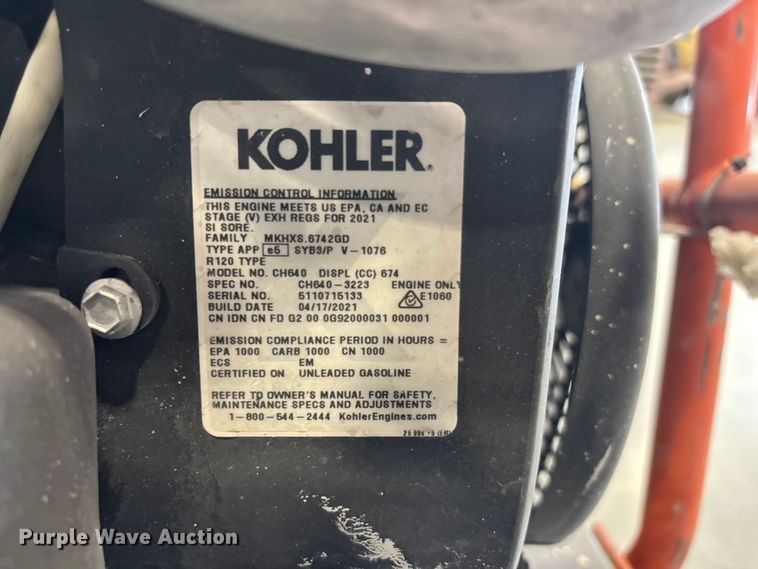 KOHLER.
EMISSION CONTROL INFORMATION
THIS ENGINE MEETS US EPA, CA AND EC
STAGE (V) EXH REGS FOR 2021
SI SORE.
FAMILY MKHXS.6742GD
TYPE APP e5 SYB3/P V-1076
R120 TYPE
MODEL NO. CH640 DISPL (CC) 674
SPEC NO. CH640-3223 ENGINE ONLY
SERIAL NO. 5110715133 E1060
BUILD DATE 04/17/2021
CN IDN CN FD G2 00 0G92000031 000001
EMISSION COMPLIANCE PERIOD IN HOURS =
EPA 1000 CARB 1000 CN 1000
ECS EM
CERTIFIED ON UNLEADED GASOLINE
REFER TO OWNER'S MANUAL FOR SAFETY,
MAINTENANCE SPECS AND ADJUSTMENTS
1-800-544-2444 KohlerEngines.com
Purple Wave Auction